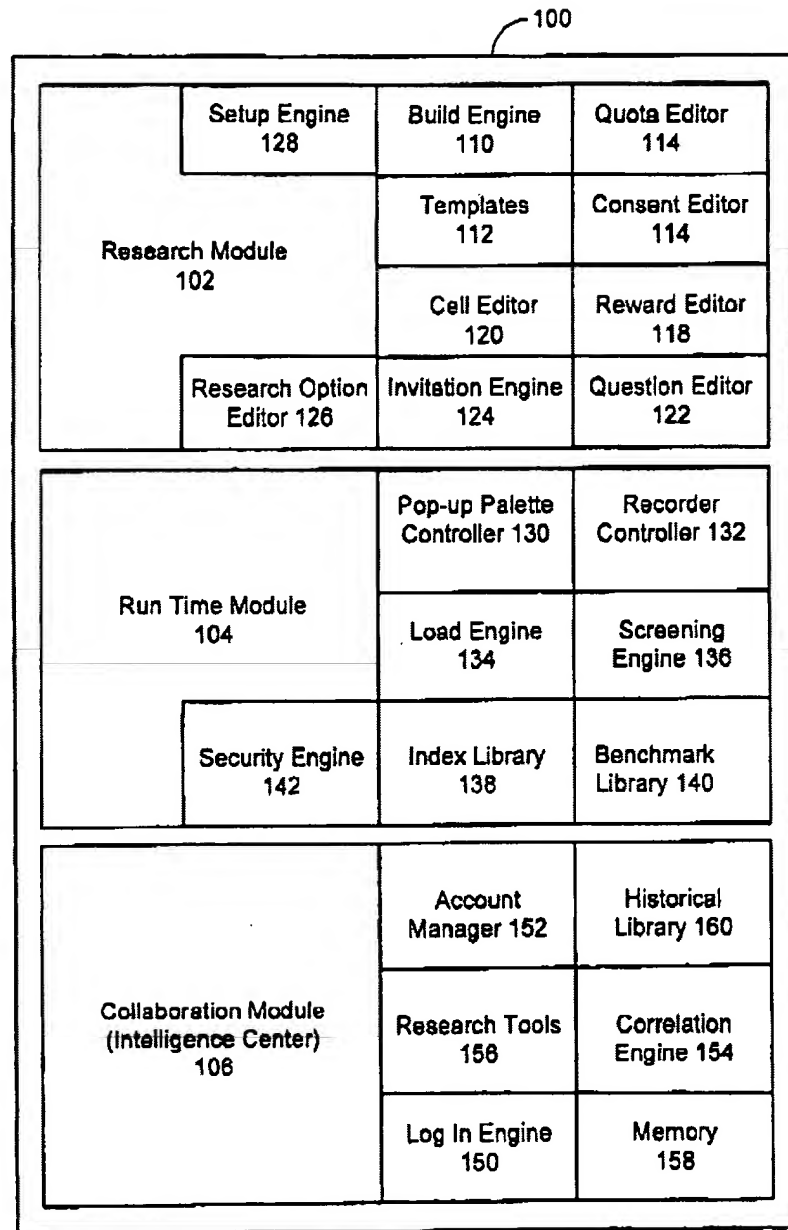 100
Setup Engine
128
Build Engine
110
Quota Editor
114
Templates
112
Consent Editor
114
Research Module
102
Cell Editor
120
Reward Editor
118
Research Option
Editor 126
Invitation Engine
124
Question Editor
122
Pop-up Palette
Controller 130
Recorder
Controller 132
Run Time Module
104
Load Engine
134
Screening
Engine 136
Security Engine
142
Index Library
138
Benchmark
Library 140
Account
Manager 152
Historical
Library 160
Collaboration Module
(Intelligence Center)
106
Research Tools
156
Correlation
Engine 154
Log In Engine
150
Memory
158